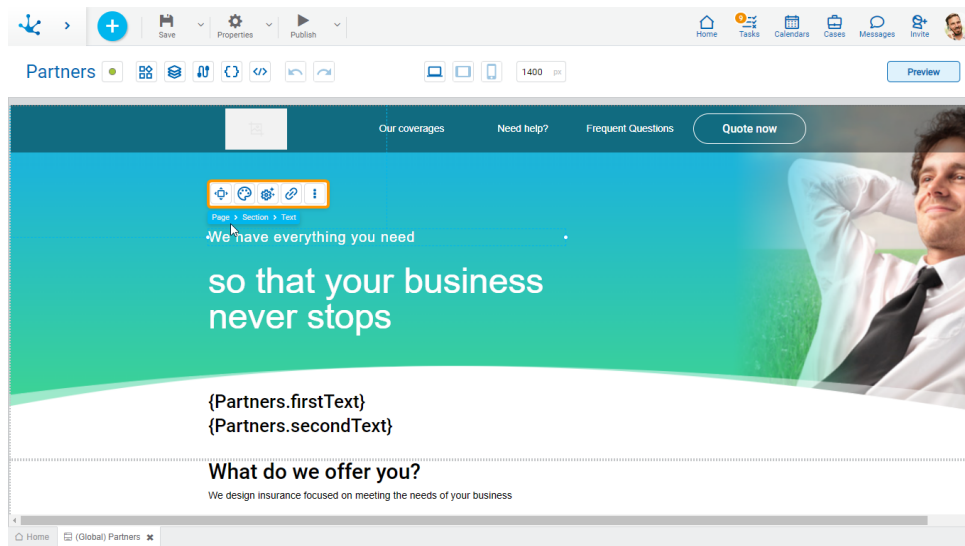 Save
Properties
Publish
Home
9
Tasks
Calendars
Cases
Messages
Invite
Partners
1400 px
Preview
Our coverages
Need help?
Frequent Questions
Quote now
Page > Section > Text
We have everything you need
so that your business
never stops
{Partners.firstText}
{Partners.secondText}
What do we offer you?
We design insurance focused on meeting the needs of your business
Home
(Global) Partners